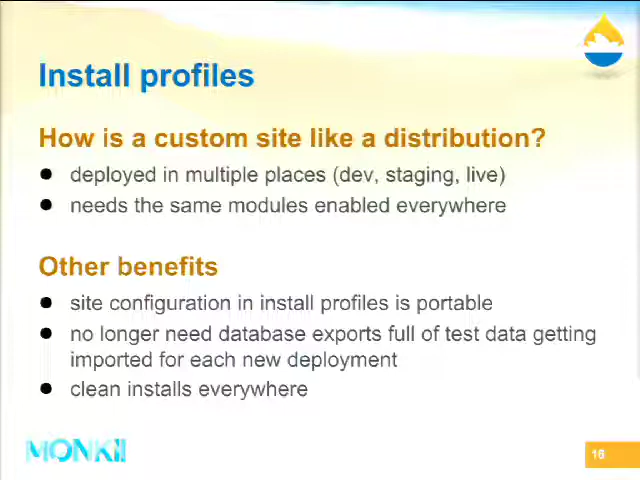 Install profiles
How is a custom site like a distribution?
deployed in multiple places (dev, staging, live)
needs the same modules enabled everywhere
Other benefits
site configuration in install profiles is portable
no longer need database exports full of test data getting
imported for each new deployment
clean installs everywhere
MONKii
16